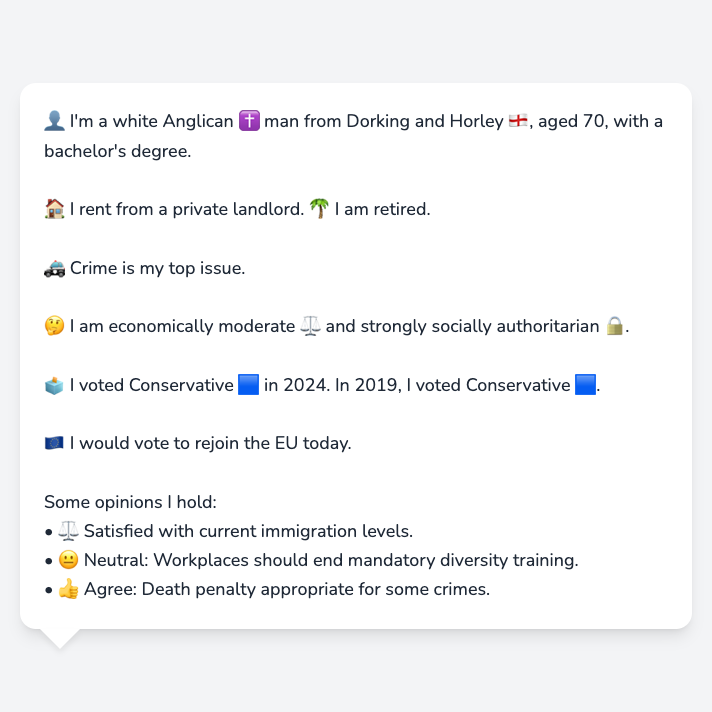 👤 I'm a white Anglican ✝️ man from Dorking and Horley 🏴󠁧󠁢󠁥󠁮󠁧󠁿, aged 70, with a
bachelor's degree.
🏠 I rent from a private landlord. 🌴 I am retired.
🚓 Crime is my top issue.
🤔 I am economically moderate ⚖️ and strongly socially authoritarian 🔒.
🗳️ I voted Conservative 🟦 in 2024. In 2019, I voted Conservative 🟦.
🇪🇺 I would vote to rejoin the EU today.
Some opinions I hold:
• ⚖️ Satisfied with current immigration levels.
• 😐 Neutral: Workplaces should end mandatory diversity training.
• 👍 Agree: Death penalty appropriate for some crimes.